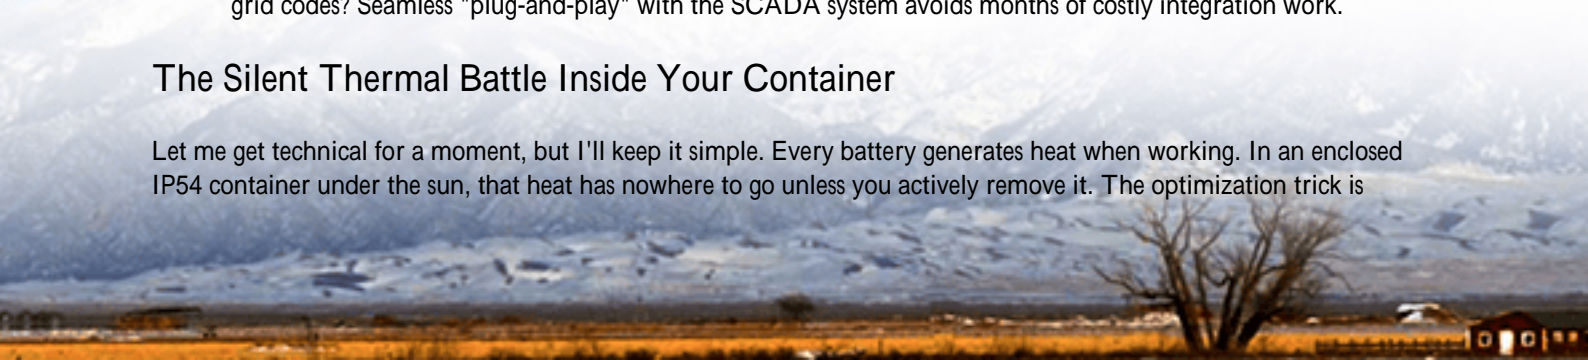 grid codes? Seamless "plug-and-play" with the SCADA system avoids months of costly integration work.
The Silent Thermal Battle Inside Your Container
Let me get technical for a moment, but I'll keep it simple. Every battery generates heat when working. In an enclosed
IP54 container under the sun, that heat has nowhere to go unless you actively remove it. The optimization trick is